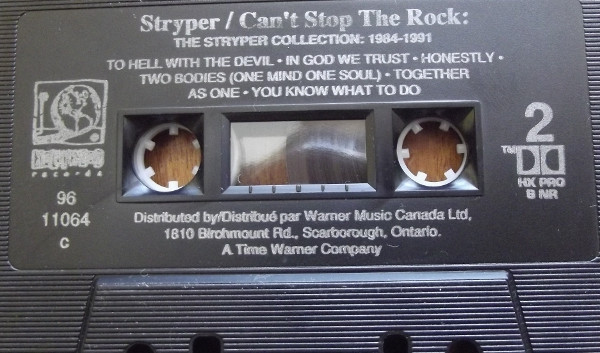 Stryper / Can't Stop The Rock:
THE STRYPER COLLECTION: 1984-1991
TO HELL WITH THE DEVIL • IN GOD WE TRUST • HONESTLY •
TWO BODIES (ONE MIND ONE SOUL) • TOGETHER
AS ONE • YOU KNOW WHAT TO DO
records
96
11064
C
2
TM
HX PRO
B NR
Distributed by/Distribué par Warner Music Canada Ltd,
1810 Birchmount Rd., Scarborough, Ontario.
A Time Warner Company